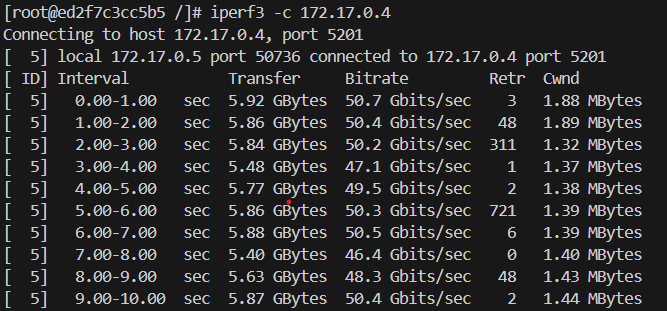 [root@ed2f7c3cc5b5 /]# iperf3 -c 172.17.0.4
Connecting to host 172.17.0.4, port 5201
[  5] local 172.17.0.5 port 50736 connected to 172.17.0.4 port 5201
[ ID] Interval           Transfer     Bitrate         Retr  Cwnd
[  5]   0.00-1.00   sec  5.92 GBytes  50.7 Gbits/sec    3   1.88 MBytes
[  5]   1.00-2.00   sec  5.86 GBytes  50.4 Gbits/sec   48   1.89 MBytes
[  5]   2.00-3.00   sec  5.84 GBytes  50.2 Gbits/sec  311   1.32 MBytes
[  5]   3.00-4.00   sec  5.48 GBytes  47.1 Gbits/sec    1   1.37 MBytes
[  5]   4.00-5.00   sec  5.77 GBytes  49.5 Gbits/sec    2   1.38 MBytes
[  5]   5.00-6.00   sec  5.86 GBytes  50.3 Gbits/sec  721   1.39 MBytes
[  5]   6.00-7.00   sec  5.88 GBytes  50.5 Gbits/sec    6   1.39 MBytes
[  5]   7.00-8.00   sec  5.40 GBytes  46.4 Gbits/sec    0   1.40 MBytes
[  5]   8.00-9.00   sec  5.63 GBytes  48.3 Gbits/sec   48   1.43 MBytes
[  5]   9.00-10.00  sec  5.87 GBytes  50.4 Gbits/sec    2   1.44 MBytes